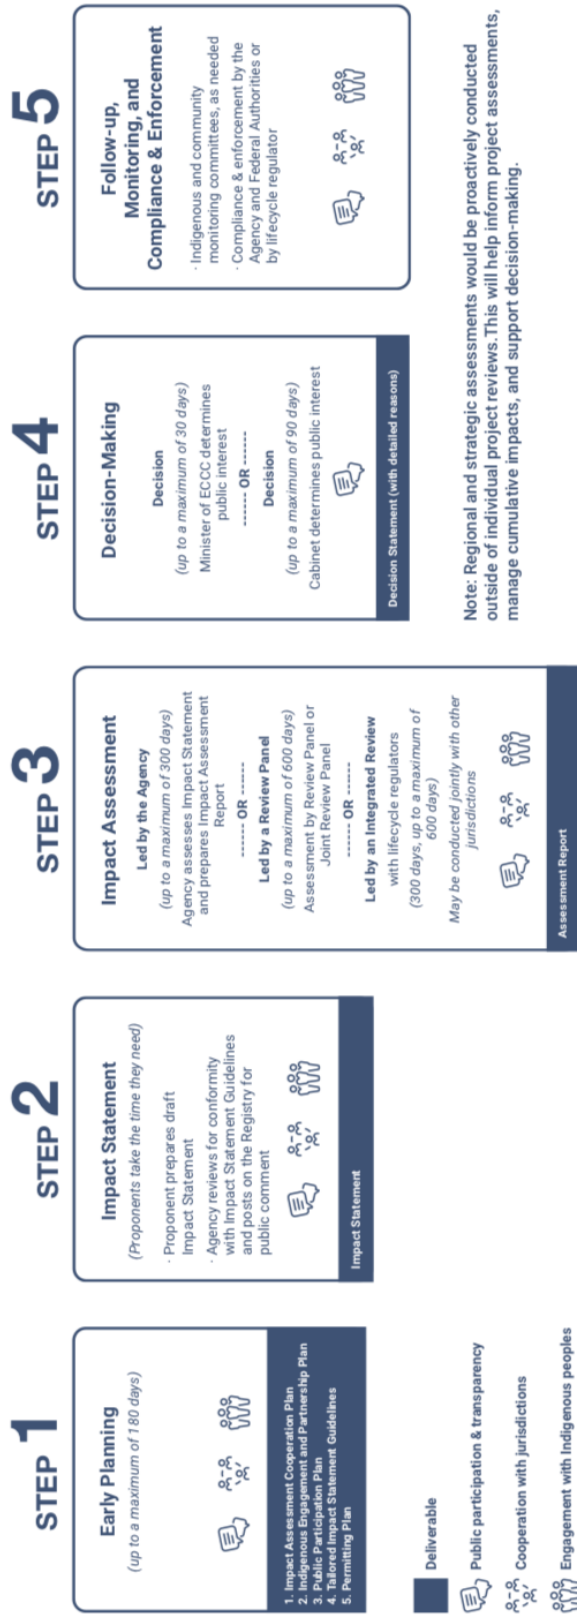 STEP 1
Early Planning
(up to a maximum of 180 days)
1. Impact Assessment Cooperation Plan
2. Indigenous Engagement and Partnership Plan
3. Public Participation Plan
4. Tailored Impact Statement Guidelines
5. Permitting Plan
STEP 2
Impact Statement
(Proponents take the time they need)
· Proponent prepares draft
Impact Statement
· Agency reviews for conformity
with Impact Statement Guidelines
and posts on the Registry for
public comment
Impact Statement
STEP 3
Impact Assessment
Led by the Agency
(up to a maximum of 300 days)
Agency assesses Impact Statement
and prepares Impact Assessment
Report
------ OR ------
Led by a Review Panel
(up to a maximum of 600 days)
Assessment by Review Panel or
Joint Review Panel
------ OR ------
Led by an Integrated Review
with lifecycle regulators
(300 days, up to a maximum of
600 days)
May be conducted jointly with other
jurisdictions
Assessment Report
STEP 4
Decision-Making
Decision
(up to a maximum of 30 days)
Minister of ECCC determines
public interest
------ OR ------
Decision
(up to a maximum of 90 days)
Cabinet determines public interest
Decision Statement (with detailed reasons)
STEP 5
Follow-up,
Monitoring, and
Compliance & Enforcement
· Indigenous and community
monitoring committees, as needed
· Compliance & enforcement by the
Agency and Federal Authorities or
by lifecycle regulator
Deliverable
Public participation & transparency
Cooperation with jurisdictions
Engagement with Indigenous peoples
Note: Regional and strategic assessments would be proactively conducted
outside of individual project reviews. This will help inform project assessments,
manage cumulative impacts, and support decision-making.